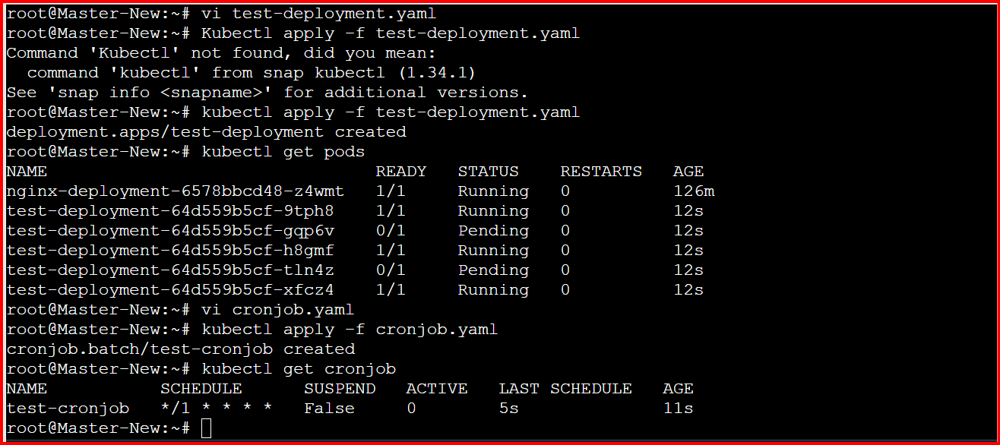 root@Master-New:~# vi test-deployment.yaml
root@Master-New:~# Kubectl apply -f test-deployment.yaml
Command 'Kubectl' not found, did you mean:
  command 'kubectl' from snap kubectl (1.34.1)
See 'snap info <snapname>' for additional versions.
root@Master-New:~# kubectl apply -f test-deployment.yaml
deployment.apps/test-deployment created
root@Master-New:~# kubectl get pods
NAME                                READY   STATUS    RESTARTS   AGE
nginx-deployment-6578bbcd48-z4wmt   1/1     Running   0          126m
test-deployment-64d559b5cf-9tph8    1/1     Running   0          12s
test-deployment-64d559b5cf-gqp6v    0/1     Pending   0          12s
test-deployment-64d559b5cf-h8gmf    1/1     Running   0          12s
test-deployment-64d559b5cf-tln4z    0/1     Pending   0          12s
test-deployment-64d559b5cf-xfcz4    1/1     Running   0          12s
root@Master-New:~# vi cronjob.yaml
root@Master-New:~# kubectl apply -f cronjob.yaml
cronjob.batch/test-cronjob created
root@Master-New:~# kubectl get cronjob
NAME           SCHEDULE      SUSPEND   ACTIVE   LAST SCHEDULE   AGE
test-cronjob   */1 * * * *   False     0        5s              11s
root@Master-New:~#